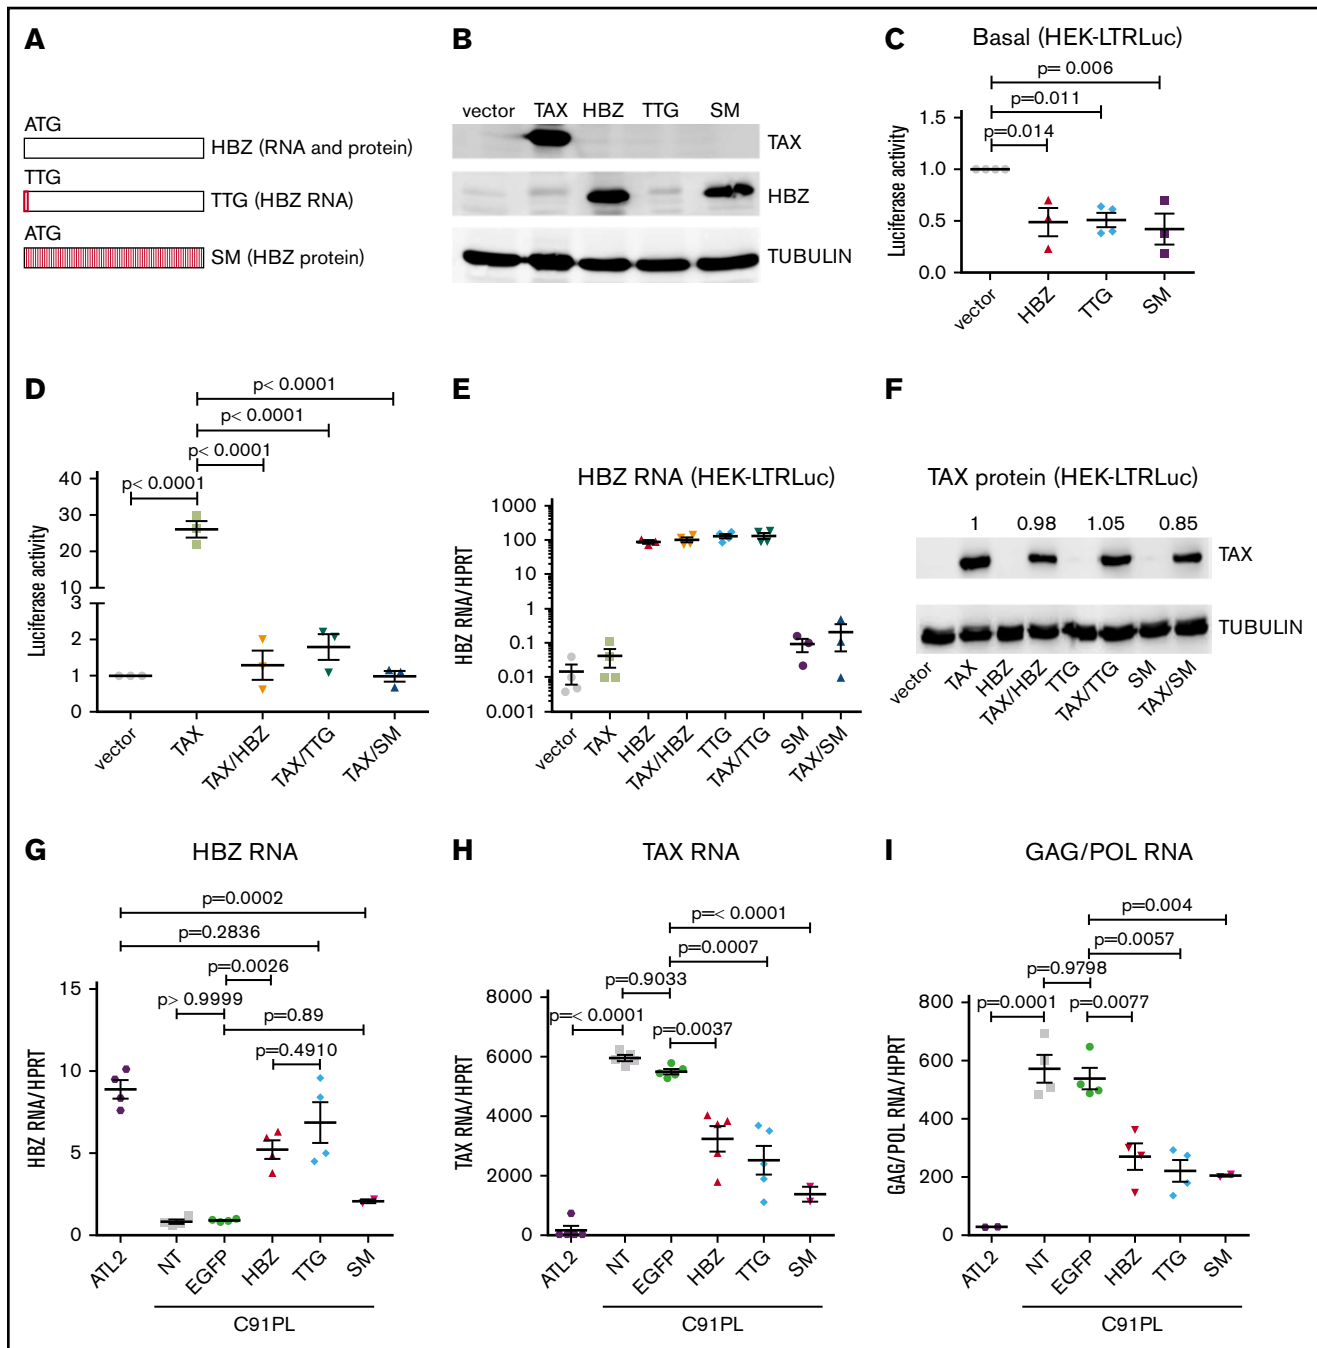 A
ATG
HBZ (RNA and protein)
TTG
TTG (HBZ RNA)
ATG
SM (HBZ protein)
B
vector TAX HBZ TTG SM
TAX
HBZ
TUBULIN
C
Basal (HEK-LTRLuc)
p= 0.006
p=0.011
p=0.014
Luciferase activity
1.5
1.0
0.5
0.0
vector HBZ TTG SM
D
p< 0.0001
p< 0.0001
p< 0.0001
p< 0.0001
Luciferase activity
40
30
20
10
3
2
1
0
vector TAX TAX/HBZ TAX/TTG TAX/SM
E
HBZ RNA (HEK-LTRLuc)
HBZ RNA/HPRT
1000
100
10
1
0.1
0.01
0.001
vector TAX HBZ TAX/HBZ TTG TAX/TTG SM TAX/SM
F
TAX protein (HEK-LTRLuc)
1 0.98 1.05 0.85
TAX
TUBULIN
vector TAX HBZ TAX/HBZ TTG TAX/TTG SM TAX/SM
G
HBZ RNA
p=0.0002
p=0.2836
p=0.0026
p> 0.9999
p=0.89
p=0.4910
HBZ RNA/HPRT
15
10
5
0
ATL2 NT EGFP HBZ TTG SM
C91PL
H
TAX RNA
p=< 0.0001
p=0.0007
p=0.9033
p=< 0.0001
p=0.0037
TAX RNA/HPRT
8000
6000
4000
2000
0
ATL2 NT EGFP HBZ TTG SM
C91PL
I
GAG/POL RNA
p=0.004
p=0.0057
p=0.9798
p=0.0001
p=0.0077
GAG/POL RNA/HPRT
800
600
400
200
0
ATL2 NT EGFP HBZ TTG SM
C91PL